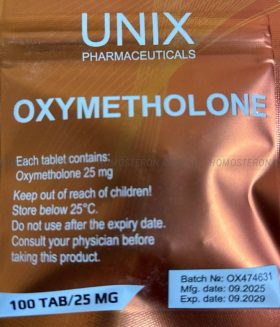 UNIX
PHARMACEUTICALS
OXYMETHOLONE
Each tablet contains:
Oxymetholone 25 mg
Keep out of reach of children!
Store below 25°C.
Do not use after the expiry date.
Consult your physician before
taking this product.
Batch №: OX474631
Mfg. date: 09.2025
Exp. date: 09.2029
100 TAB/25 MG